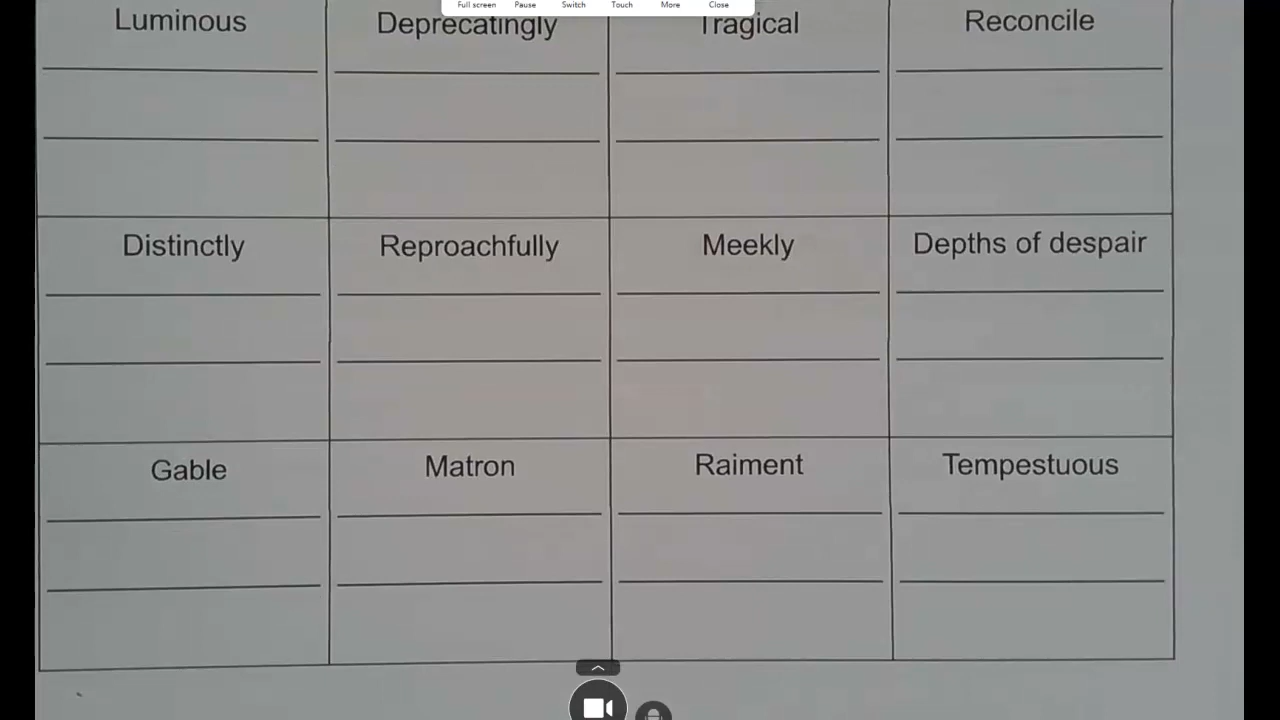 Full screen Pause Switch Touch More Close
Luminous Deprecatingly Tragical Reconcile
Distinctly Reproachfully Meekly Depths of despair
Gable Matron Raiment Tempestuous